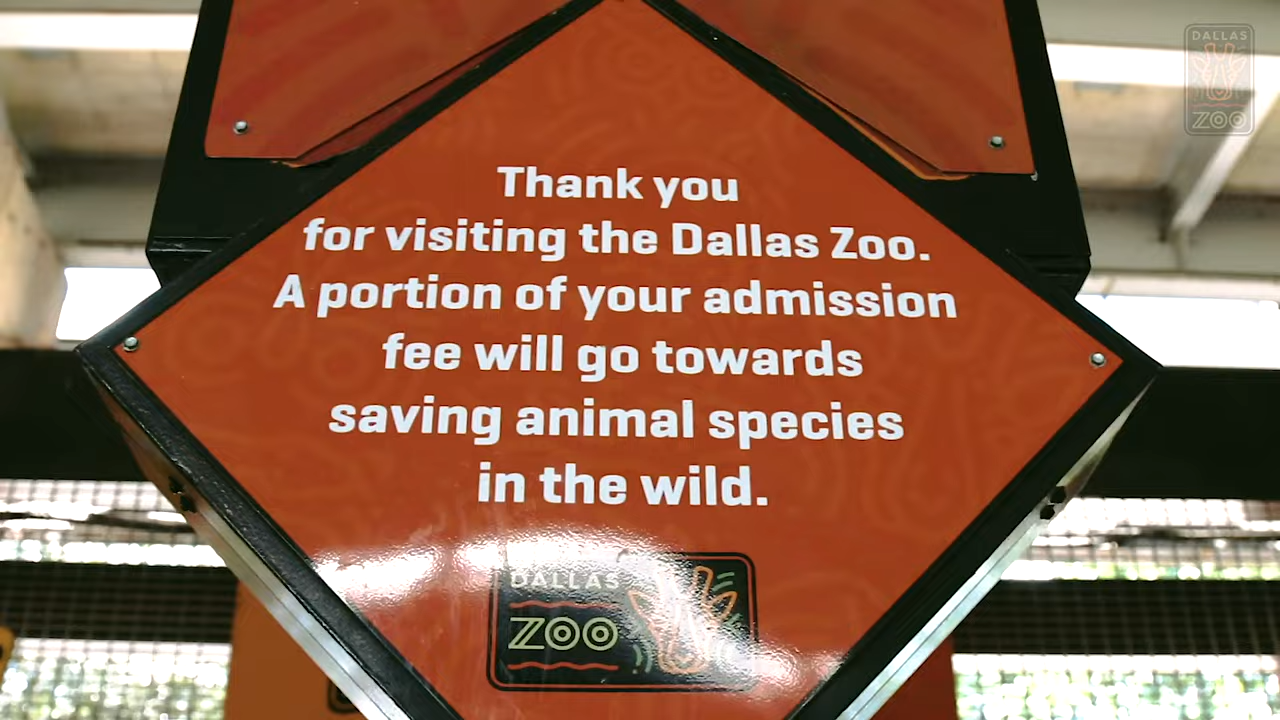 Thank you
for visiting the Dallas Zoo.
A portion of your admission
fee will go towards
saving animal species
in the wild.
DALLAS
ZOO
DALLAS
ZOO